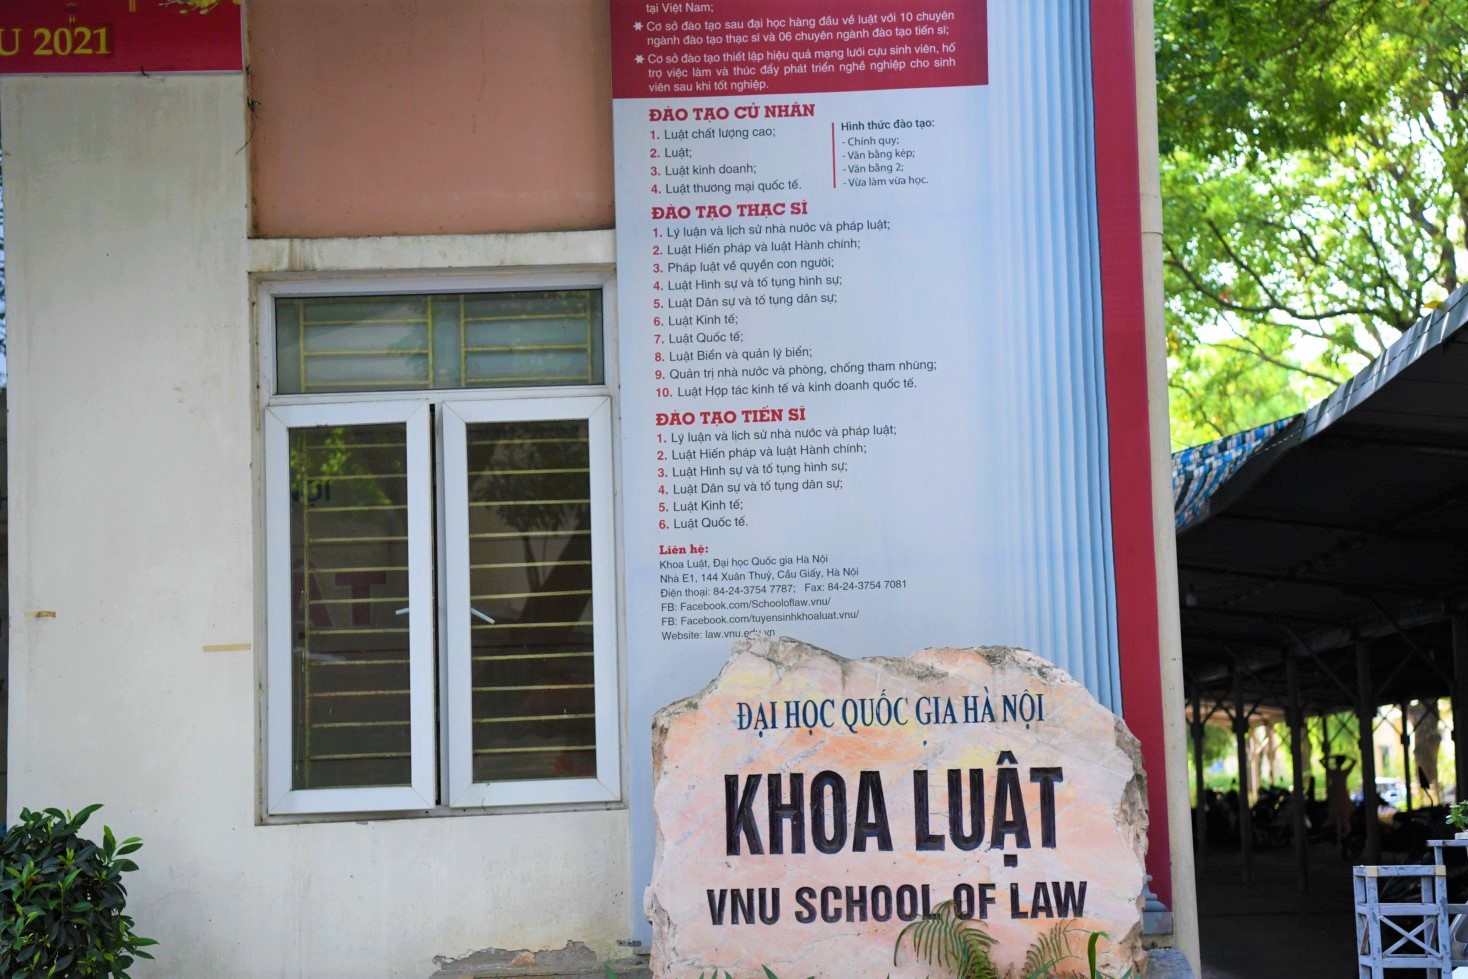 U 2021
tại Việt Nam;
✶ Cơ sở đào tạo sau đại học hàng đầu về luật với 10 chuyên
ngành đào tạo thạc sĩ và 06 chuyên ngành đào tạo tiến sĩ;
✶ Cơ sở đào tạo thiết lập hiệu quả mạng lưới cựu sinh viên, hỗ
trợ việc làm và thúc đẩy phát triển nghề nghiệp cho sinh
viên sau khi tốt nghiệp.
ĐÀO TẠO CỬ NHÂN
1. Luật chất lượng cao;
2. Luật;
3. Luật kinh doanh;
4. Luật thương mại quốc tế.
Hình thức đào tạo:
- Chính quy;
- Văn bằng kép;
- Văn bằng 2;
- Vừa làm vừa học.
ĐÀO TẠO THẠC SĨ
1. Lý luận và lịch sử nhà nước và pháp luật;
2. Luật Hiến pháp và luật Hành chính;
3. Pháp luật về quyền con người;
4. Luật Hình sự và tố tụng hình sự;
5. Luật Dân sự và tố tụng dân sự;
6. Luật Kinh tế;
7. Luật Quốc tế;
8. Luật Biển và quản lý biển;
9. Quản trị nhà nước và phòng, chống tham nhũng;
10. Luật Hợp tác kinh tế và kinh doanh quốc tế.
ĐÀO TẠO TIẾN SĨ
1. Lý luận và lịch sử nhà nước và pháp luật;
2. Luật Hiến pháp và luật Hành chính;
3. Luật Hình sự và tố tụng hình sự;
4. Luật Dân sự và tố tụng dân sự;
5. Luật Kinh tế;
6. Luật Quốc tế.
Liên hệ:
Khoa Luật, Đại học Quốc gia Hà Nội
Nhà E1, 144 Xuân Thuỷ, Cầu Giấy, Hà Nội
Điện thoại: 84-24-3754 7787; Fax: 84-24-3754 7081
FB: Facebook.com/Schooloflaw.vnu/
FB: Facebook.com/tuyensinhkhoaluat.vnu/
Website: law.vnu.edu.vn
ĐẠI HỌC QUỐC GIA HÀ NỘI
KHOA LUẬT
VNU SCHOOL OF LAW